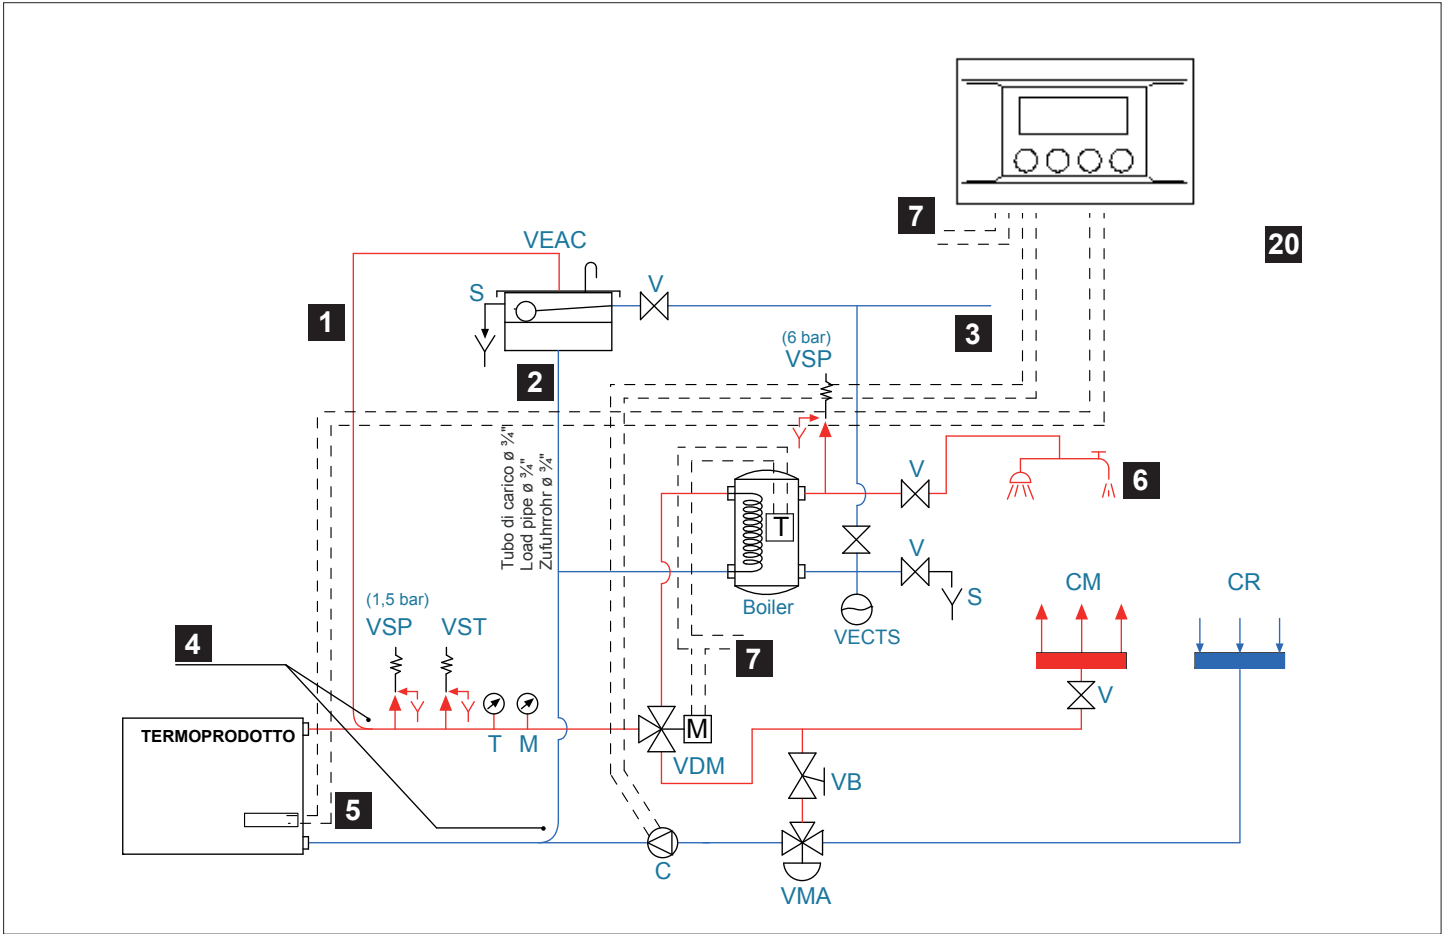 7
20
VEAC
S
V
1
3
(6 bar)
VSP
2
Tubo di carico ø ¾"
Load pipe ø ¾"
Zufuhrrohr ø ¾"
V
6
T
V
S
Boiler
VECTS
CM
CR
(1,5 bar)
VSP
VST
4
7
V
TERMOPRODOTTO
T
M
M
VDM
VB
5
C
VMA